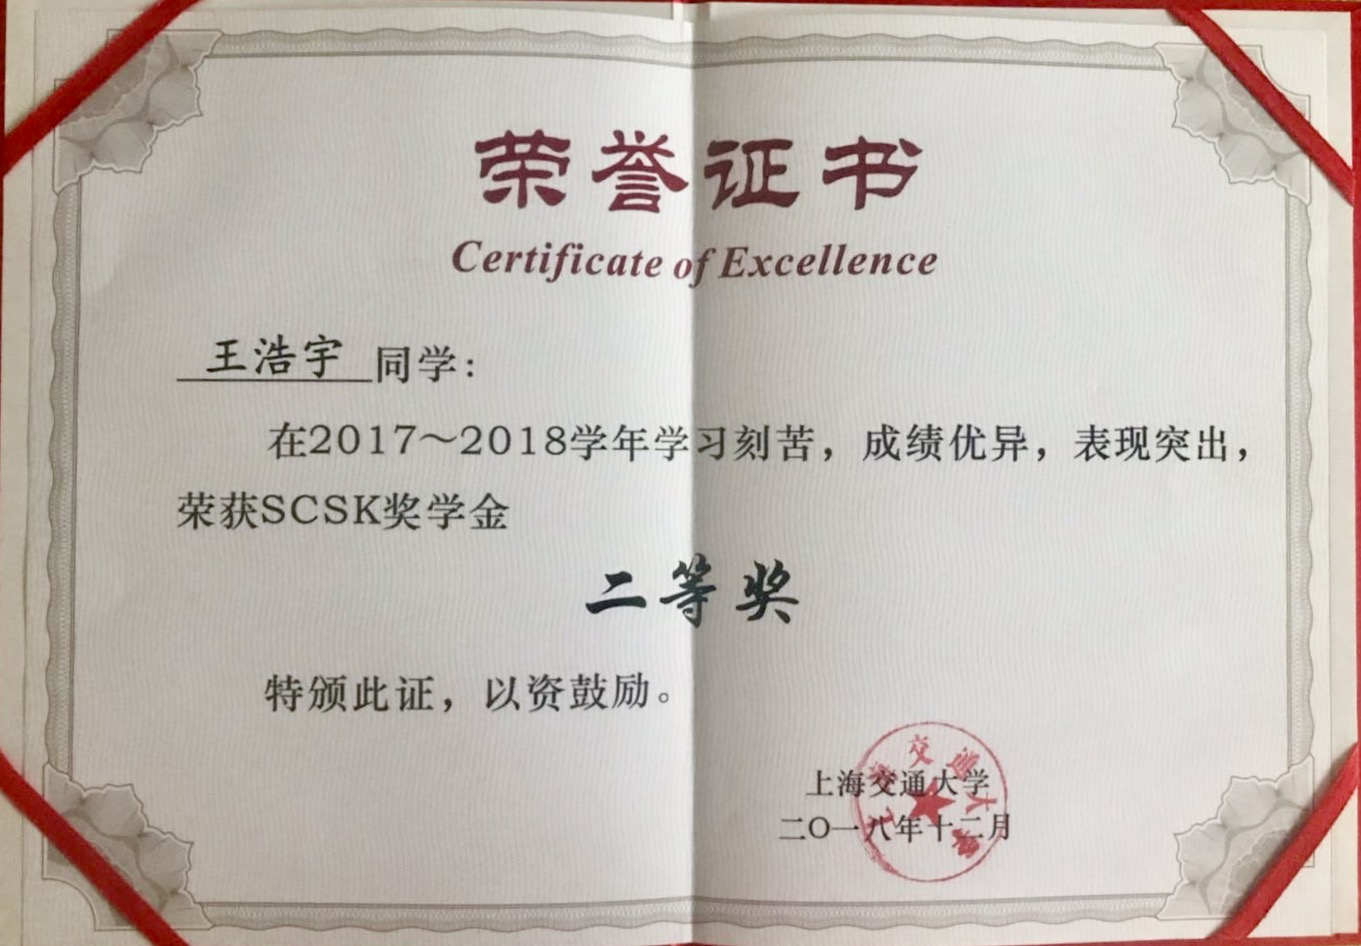 荣誉证书
Certificate of Excellence
王浩宇同学：
在2017～2018学年学习刻苦，成绩优异，表现突出，
荣获SCSK奖学金
二等奖
特颁此证，以资鼓励。
上海交通大学
二〇一八年十二月
上海交通大学